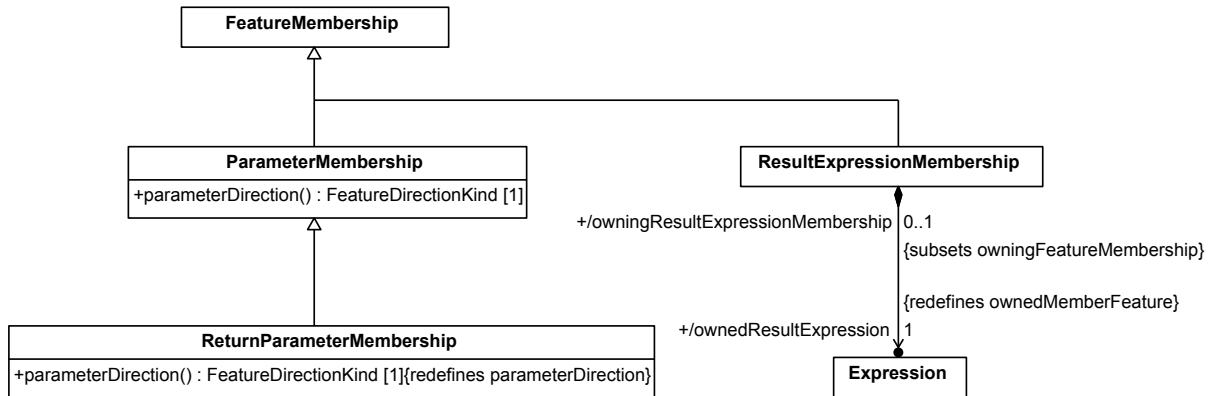 FeatureMembership
ParameterMembership
+parameterDirection() : FeatureDirectionKind [1]
ResultExpressionMembership
+/owningResultExpressionMembership 0..1
{subsets owningFeatureMembership}
{redefines ownedMemberFeature}
+/ownedResultExpression 1
ReturnParameterMembership
+parameterDirection() : FeatureDirectionKind [1]{redefines parameterDirection}
Expression